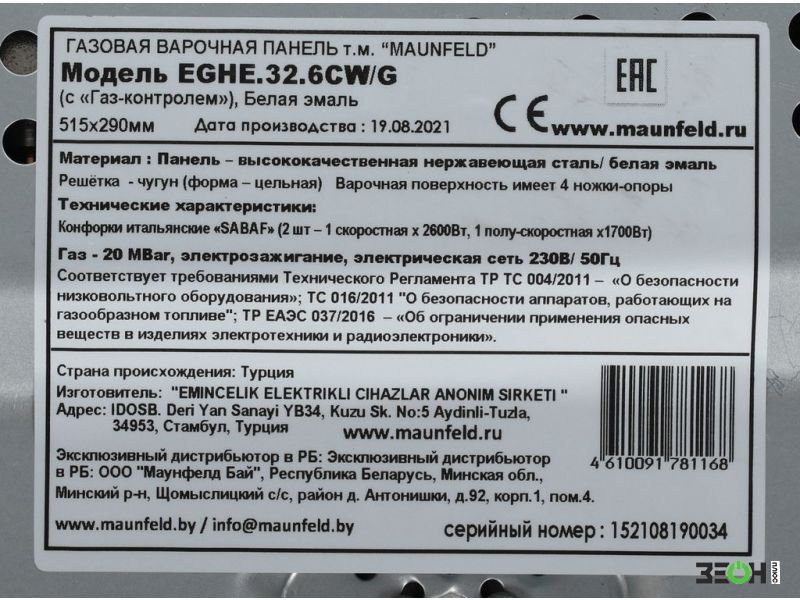 ГАЗОВАЯ ВАРОЧНАЯ ПАНЕЛЬ т.м. "MAUNFELD"
Модель EGHE.32.6CW/G
(с «Газ-контролем»), Белая эмаль
515x290мм Дата производства : 19.08.2021
EAC
CE www.maunfeld.ru
Материал : Панель – высококачественная нержавеющая сталь/ белая эмаль
Решётка - чугун (форма – цельная) Варочная поверхность имеет 4 ножки-опоры
Технические характеристики:
Конфорки итальянские «SABAF» (2 шт – 1 скоростная х 2600Вт, 1 полу-скоростная х1700Вт)
Газ - 20 MBar, электрозажигание, электрическая сеть 230В/ 50Гц
Соответствует требованиями Технического Регламента ТР ТС 004/2011 – «О безопасности
низковольтного оборудования»; ТС 016/2011 "О безопасности аппаратов, работающих на
газообразном топливе"; ТР ЕАЭС 037/2016 – «Об ограничении применения опасных
веществ в изделиях электротехники и радиоэлектроники».
Страна происхождения: Турция
Изготовитель: "EMINCELIK ELEKTRIKLI CIHAZLAR ANONIM SIRKETI "
Адрес: IDOSB. Deri Yan Sanayi YB34, Kuzu Sk. No:5 Aydinli-Tuzla,
34953, Стамбул, Турция www.maunfeld.ru
Эксклюзивный дистрибьютор в РБ: Эксклюзивный дистрибьютор
в РБ: ООО "Маунфелд Бай", Республика Беларусь, Минская обл.,
Минский р-н, Щомыслицкий с/с, район д. Антонишки, д.92, корп.1, пом.4.
4 610091 781168
www.maunfeld.by / info@maunfeld.by серийный номер : 152108190034
ЗЕОН ПЛЮС